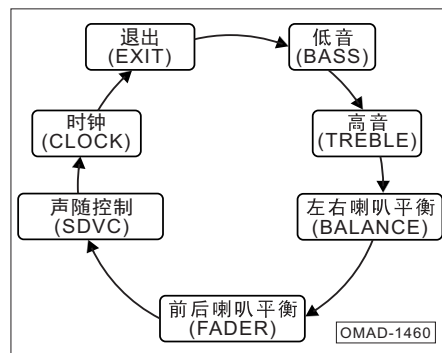 退出
(EXIT)
低音
(BASS)
高音
(TREBLE)
左右喇叭平衡
(BALANCE)
前后喇叭平衡
(FADER)
声随控制
(SDVC)
时钟
(CLOCK)
OMAD-1460